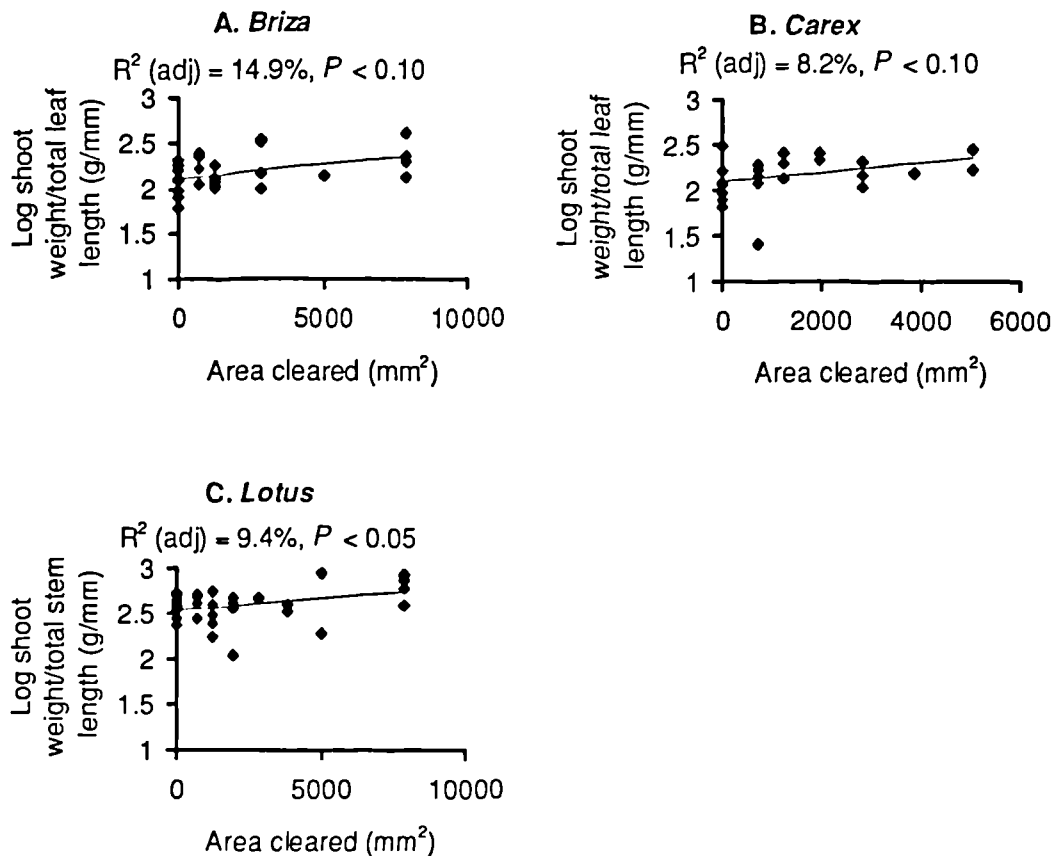 A. Briza
R² (adj) = 14.9%, P < 0.10
Log shoot
weight/total leaf
length (g/mm)
3
2.5
2
1.5
1
0 5000 10000
Area cleared (mm²)
B. Carex
R² (adj) = 8.2%, P < 0.10
Log shoot
weight/total leaf
length (g/mm)
3
2.5
2
1.5
1
0 2000 4000 6000
Area cleared (mm²)
C. Lotus
R² (adj) = 9.4%, P < 0.05
Log shoot
weight/total stem
length (g/mm)
3
2.5
2
1.5
1
0 5000 10000
Area cleared (mm²)